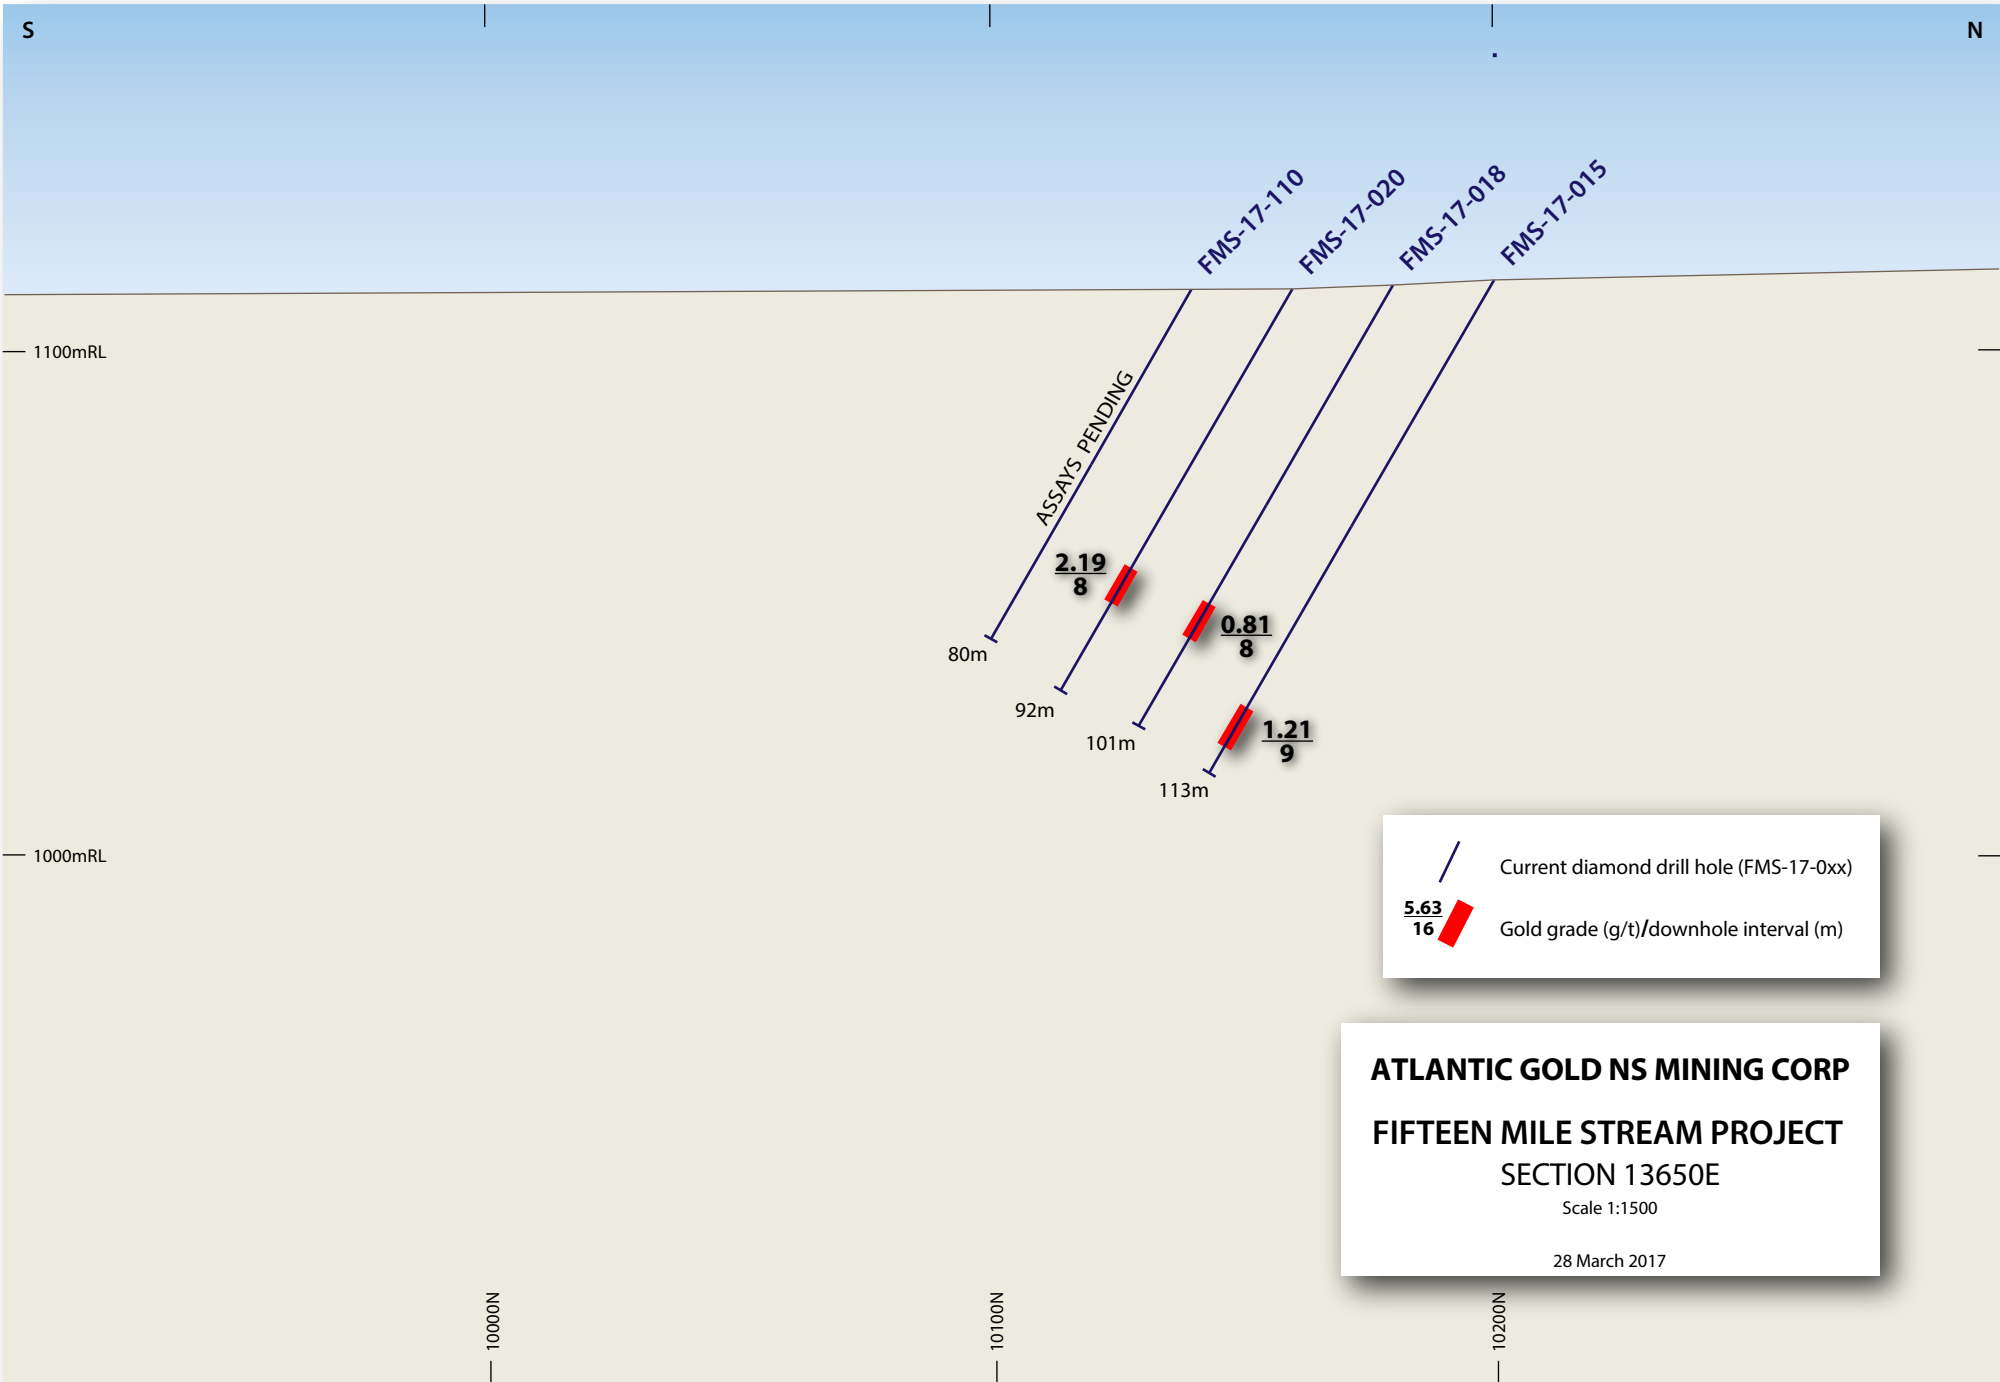 S
N
FMS-17-110
FMS-17-020
FMS-17-018
FMS-17-015
1100mRL
ASSAYS PENDING
2.19
8
0.81
8
80m
92m
101m
1.21
9
113m
1000mRL
Current diamond drill hole (FMS-17-0xx)
5.63
16
Gold grade (g/t)/downhole interval (m)
ATLANTIC GOLD NS MINING CORP
FIFTEEN MILE STREAM PROJECT
SECTION 13650E
Scale 1:1500
28 March 2017
10000N
10100N
10200N